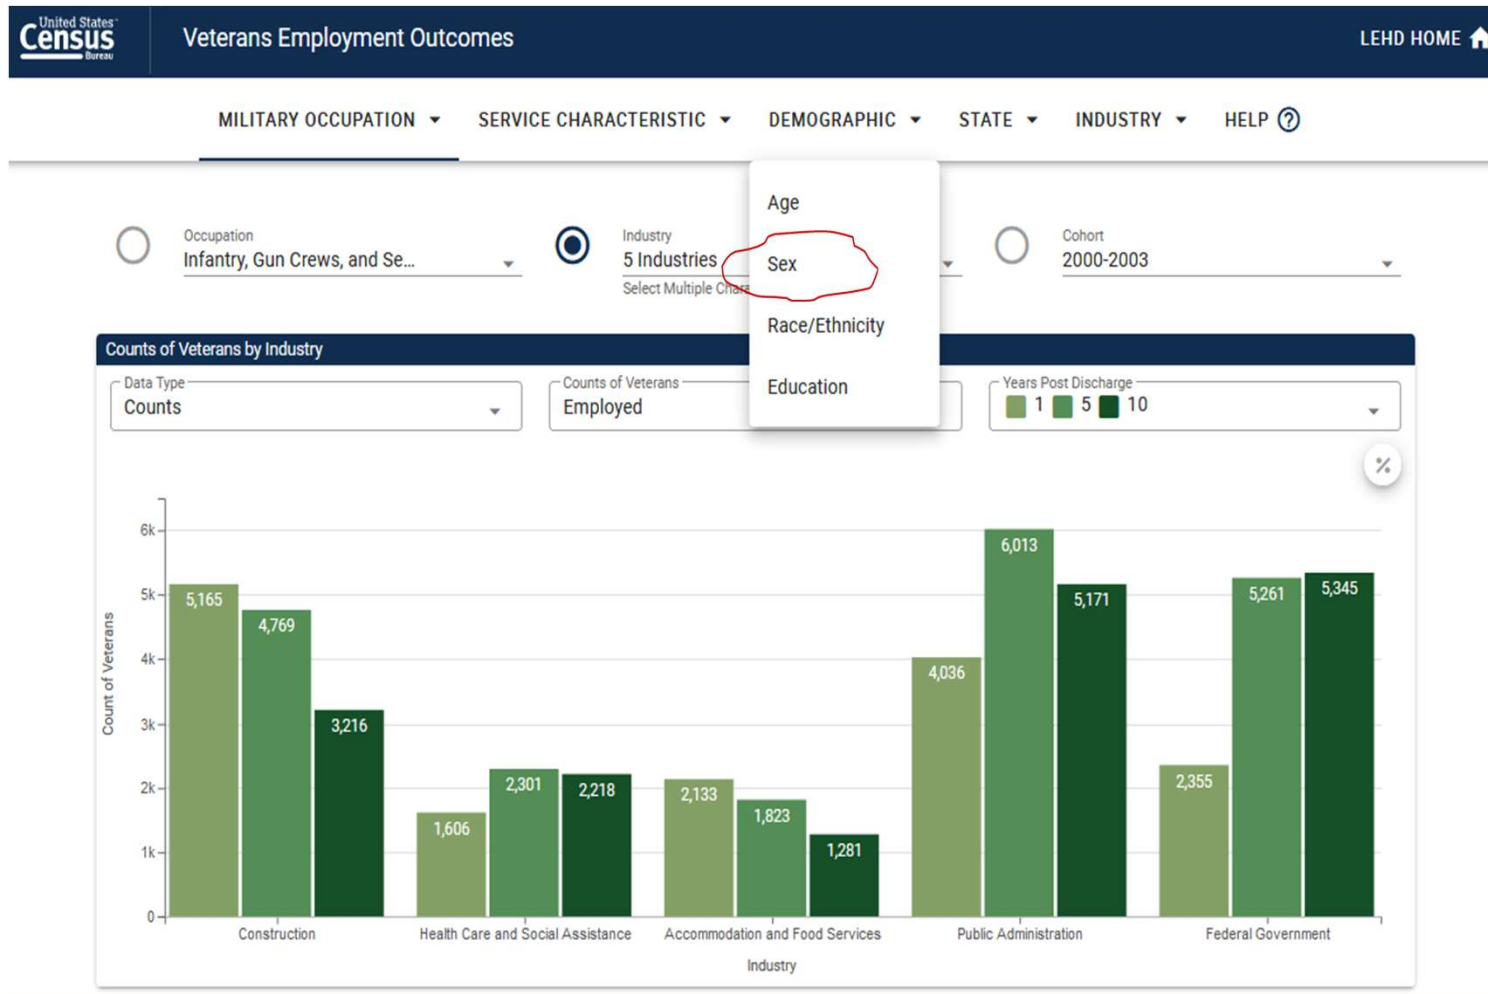 United States
Census
Bureau
Veterans Employment Outcomes
LEHD HOME
MILITARY OCCUPATION
SERVICE CHARACTERISTIC
DEMOGRAPHIC
STATE
INDUSTRY
HELP ?
Age
Sex
Race/Ethnicity
Education
Occupation
Infantry, Gun Crews, and Se...
Industry
5 Industries
Select Multiple
Cohort
2000-2003
Counts of Veterans by Industry
Data Type
Counts
Counts of Veterans
Employed
Years Post Discharge
1 5 10
%
Count of Veterans
6k
5k
4k
3k
2k
1k
0
5,165
4,769
3,216
1,606
2,301
2,218
2,133
1,823
1,281
4,036
6,013
5,171
2,355
5,261
5,345
Construction
Health Care and Social Assistance
Accommodation and Food Services
Public Administration
Federal Government
Industry